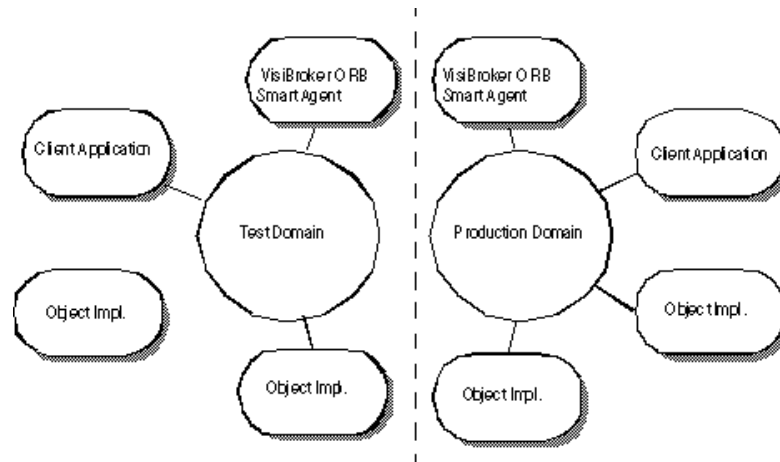 VisiBroker ORB
Smart Agent
Client Application
Test Domain
Object Impl.
Object Impl.
VisiBroker ORB
Smart Agent
Client Application
Production Domain
Object Impl.
Object Impl.